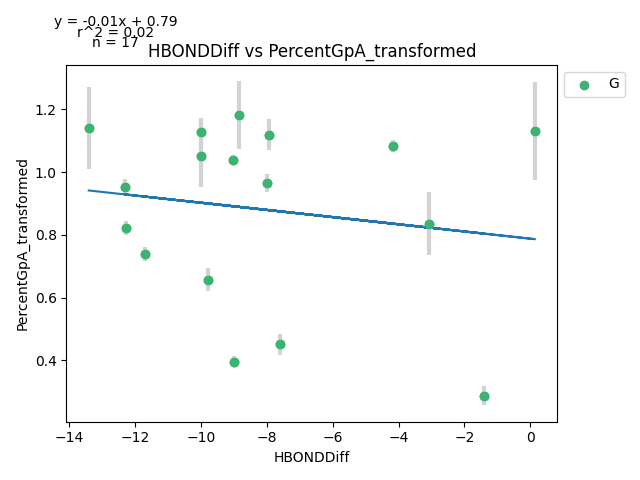 y = -0.01x + 0.79
r^2 = 0.02
n = 17
HBONDDiff vs PercentGpA_transformed
G
1.2
1.0
0.8
0.6
0.4
PercentGpA_transformed
−14 −12 −10 −8 −6 −4 −2 0
HBONDDiff